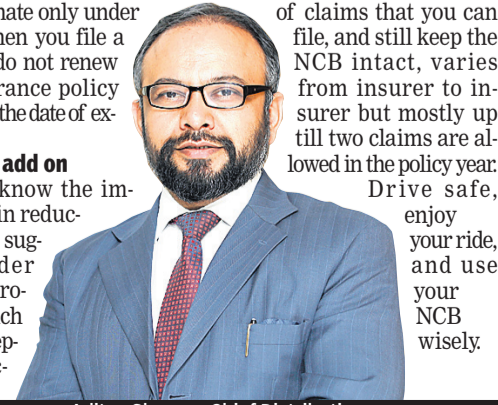 nate only under
hen you file a
do not renew
rance policy
the date of ex-
add on
know the im-
in reduc-
sug-
der
ro-
ch
ep-
of claims that you can
file, and still keep the
NCB intact, varies
from insurer to in-
surer but mostly up
till two claims are al-
lowed in the policy year.
Drive safe,
enjoy
your ride,
and use
your
NCB
wisely.